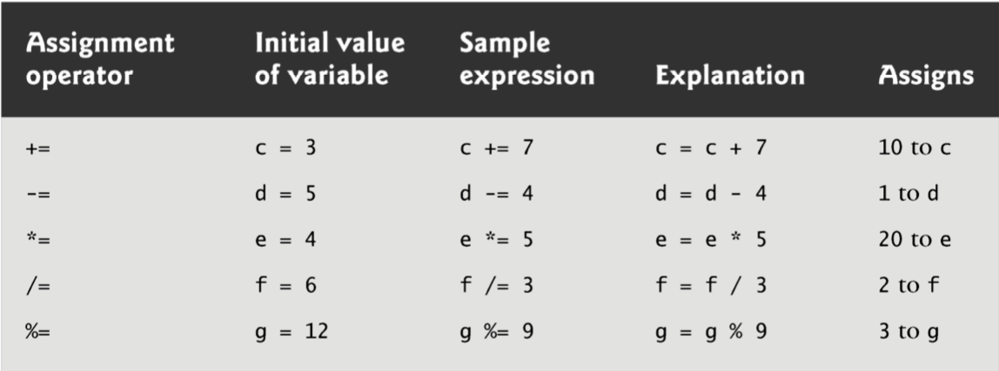 Assignment operator Initial value of variable Sample expression Explanation Assigns
+= c = 3 c += 7 c = c + 7 10 to c
-= d = 5 d -= 4 d = d - 4 1 to d
*= e = 4 e *= 5 e = e * 5 20 to e
/= f = 6 f /= 3 f = f / 3 2 to f
%= g = 12 g %= 9 g = g % 9 3 to g